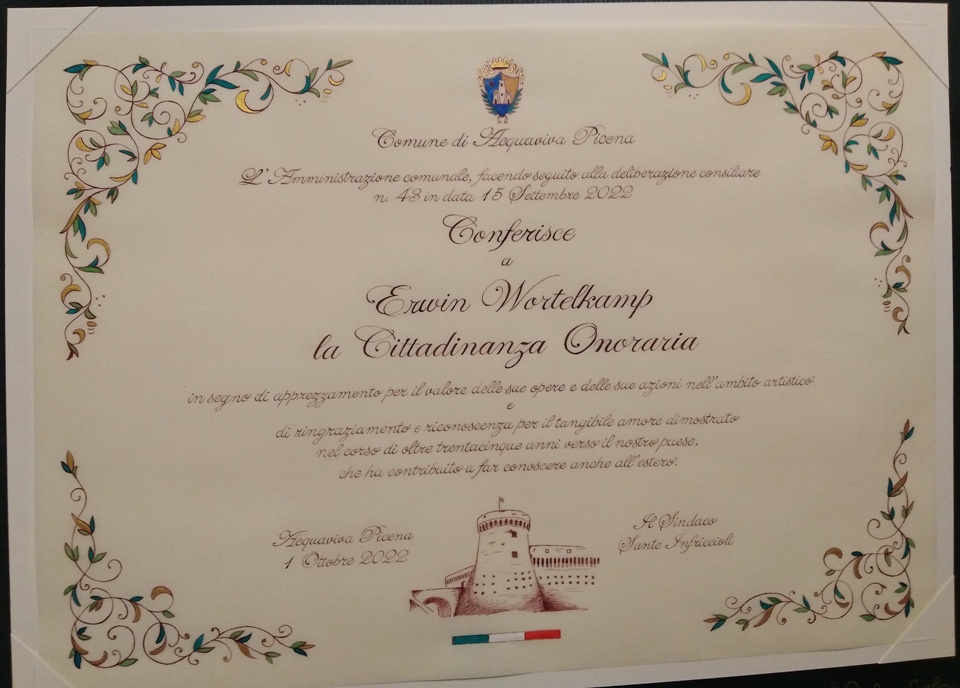 Comune di Acquaviva Picena
L'Amministrazione comunale, facendo seguito alla deliberazione consiliare
n. 43 in data 15 Settembre 2022
Conferisce
a
Erwin Wortelkamp
la Cittadinanza Onoraria
in segno di apprezzamento per il valore delle sue opere e delle sue azioni nell'ambito artistico
e
di ringraziamento e riconoscenza per il tangibile amore dimostrato
nel corso di oltre trentacinque anni verso il nostro paese,
che ha contribuito a far conoscere anche all'estero.
Acquaviva Picena
1 Ottobre 2022
Il Sindaco
Sante Infriccioli